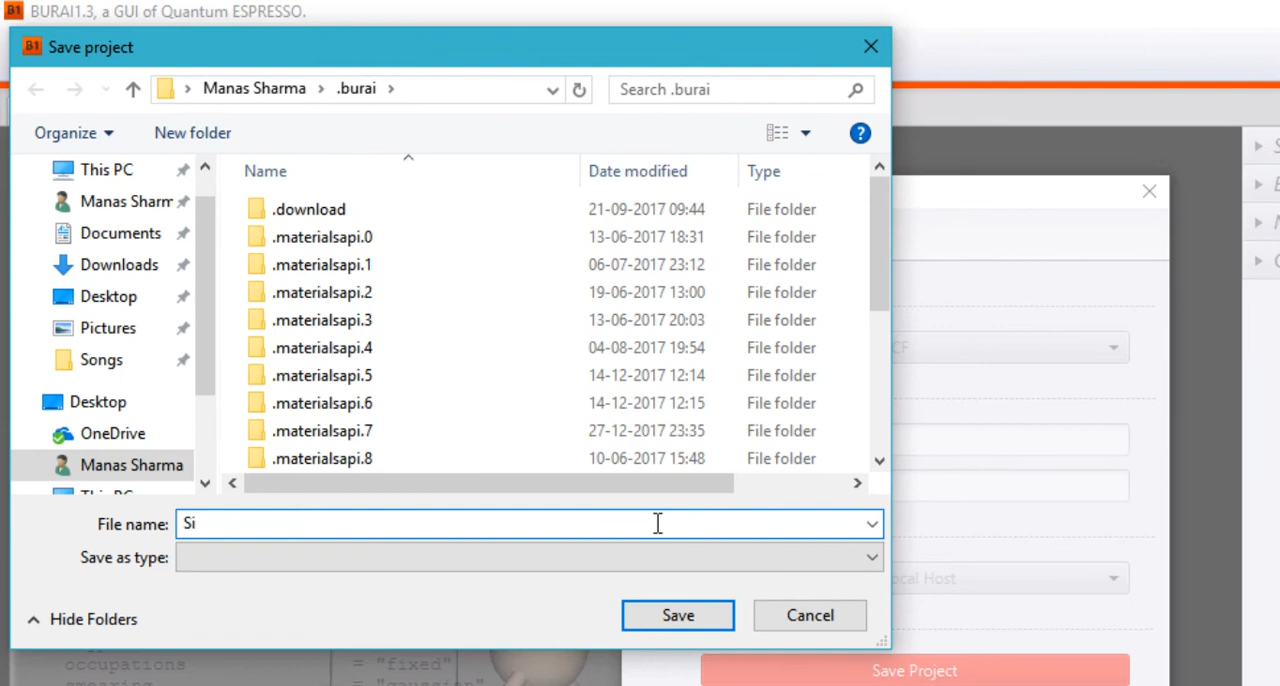 B1 BURAI1.3, a GUI of Quantum ESPRESSO.
B1 Save project
Manas Sharma .burai
Search .burai
Organize New folder
Name Date modified Type
This PC
Manas Sharm
Documents
Downloads
Desktop
Pictures
Songs
Desktop
OneDrive
Manas Sharma
.download 21-09-2017 09:44 File folder
.materialsapi.0 13-06-2017 18:31 File folder
.materialsapi.1 06-07-2017 23:12 File folder
.materialsapi.2 19-06-2017 13:00 File folder
.materialsapi.3 13-06-2017 20:03 File folder
.materialsapi.4 04-08-2017 19:54 File folder
.materialsapi.5 14-12-2017 12:14 File folder
.materialsapi.6 14-12-2017 12:15 File folder
.materialsapi.7 27-12-2017 23:35 File folder
.materialsapi.8 10-06-2017 15:48 File folder
File name: Si
Save as type:
Hide Folders
Save Cancel
CF
ocal Host
Save Project
occupations = "fixed"